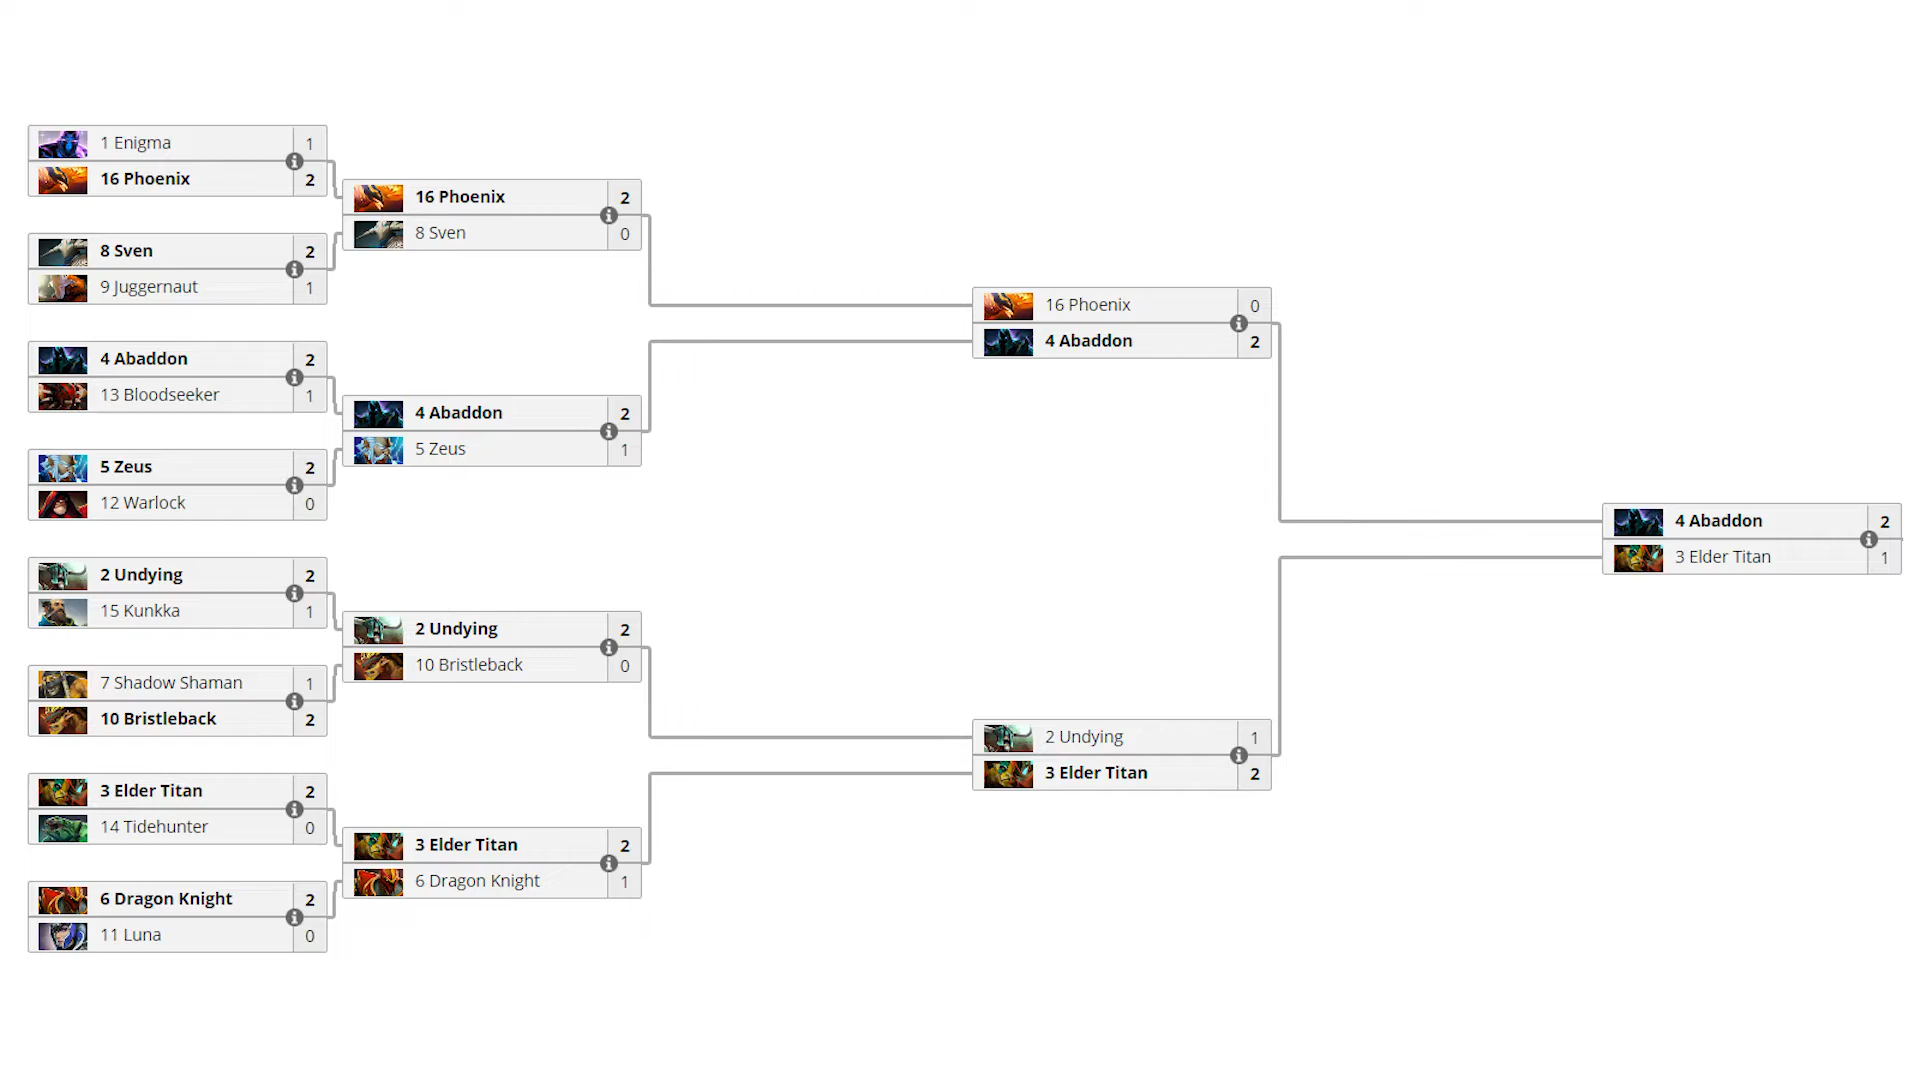 1 Enigma 1
16 Phoenix 2
8 Sven 2
9 Juggernaut 1
4 Abaddon 2
13 Bloodseeker 1
5 Zeus 2
12 Warlock 0
2 Undying 2
15 Kunkka 1
7 Shadow Shaman 1
10 Bristleback 2
3 Elder Titan 2
14 Tidehunter 0
6 Dragon Knight 2
11 Luna 0
16 Phoenix 2
8 Sven 0
4 Abaddon 2
5 Zeus 1
2 Undying 2
10 Bristleback 0
3 Elder Titan 2
6 Dragon Knight 1
16 Phoenix 0
4 Abaddon 2
2 Undying 1
3 Elder Titan 2
4 Abaddon 2
3 Elder Titan 1